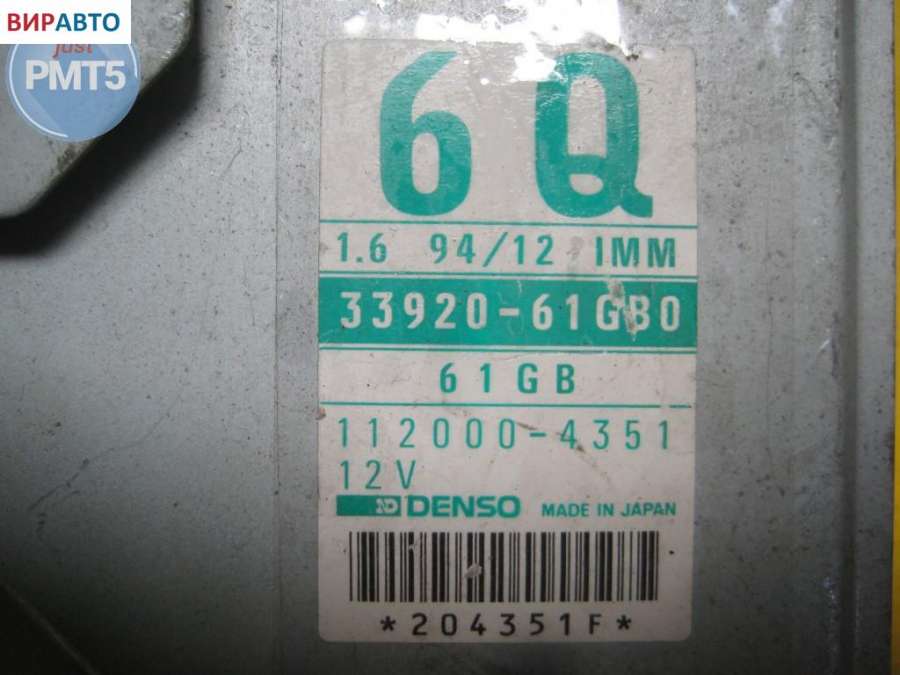 ВИРАВТО
just
PMT5
6Q
1.6 94/12 IMM
33920-61GB0
61GB
112000-4351
12V
ND DENSO MADE IN JAPAN
*204351F*